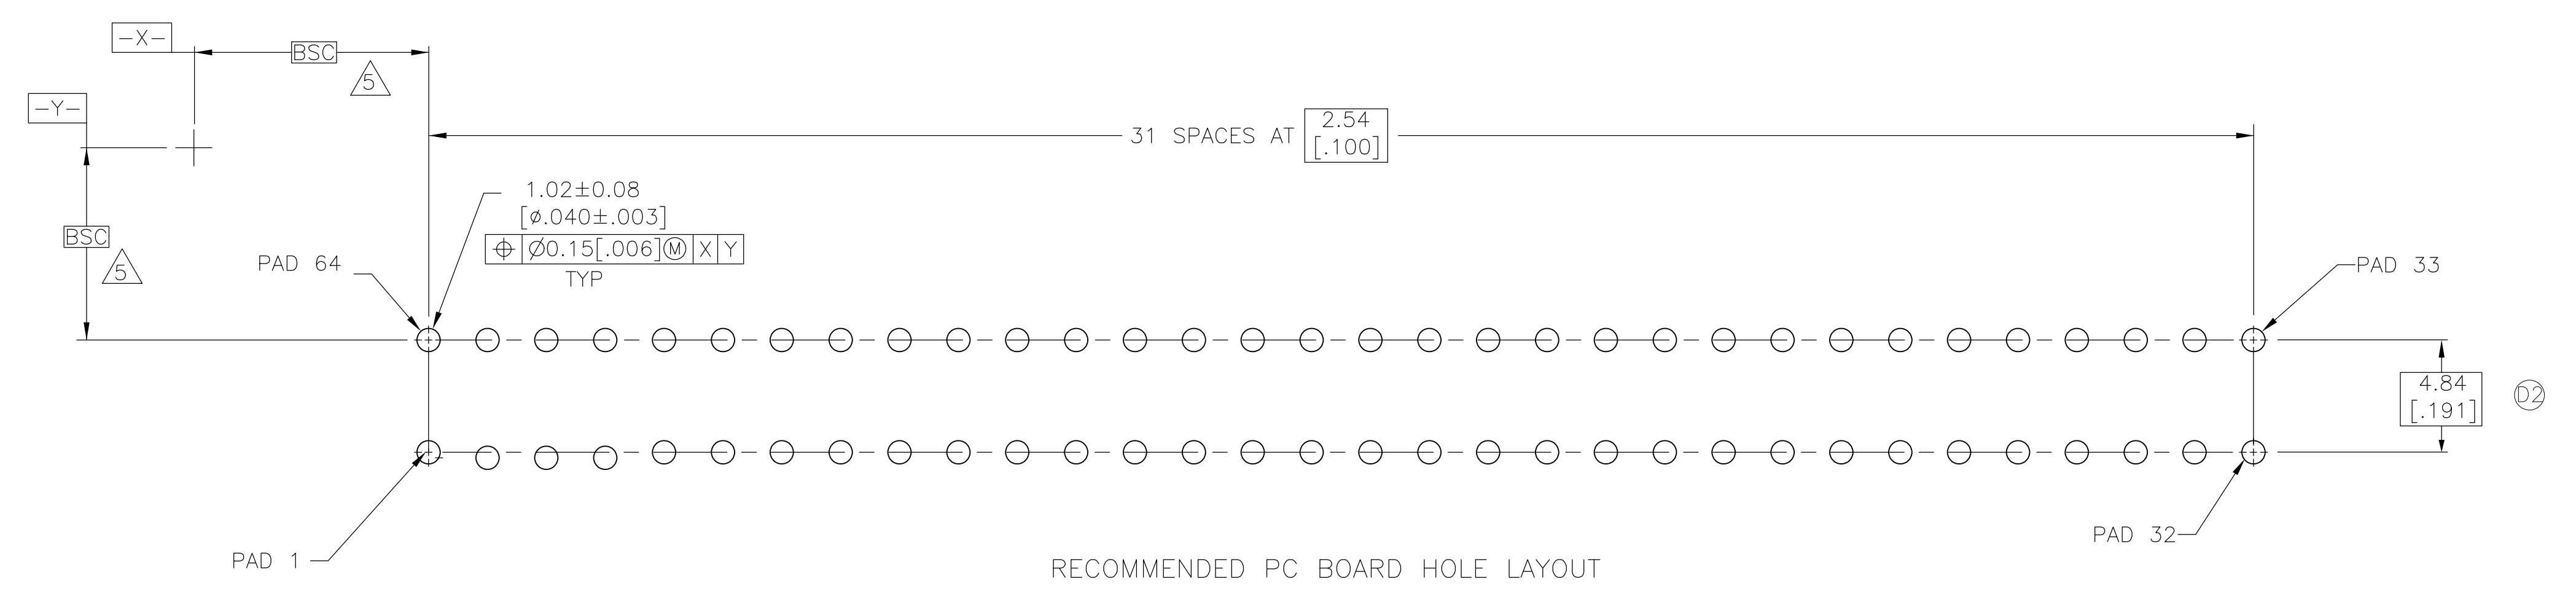 -X-
BSC
5
-Y-
31 SPACES AT 2.54
[.100]
1.02±0.08
[ø.040±.003]
⌖ Ø0.15[.006]Ⓜ X Y
TYP
BSC
5
PAD 64
PAD 33
4.84
[.191]
D2
PAD 1
PAD 32
RECOMMENDED PC BOARD HOLE LAYOUT